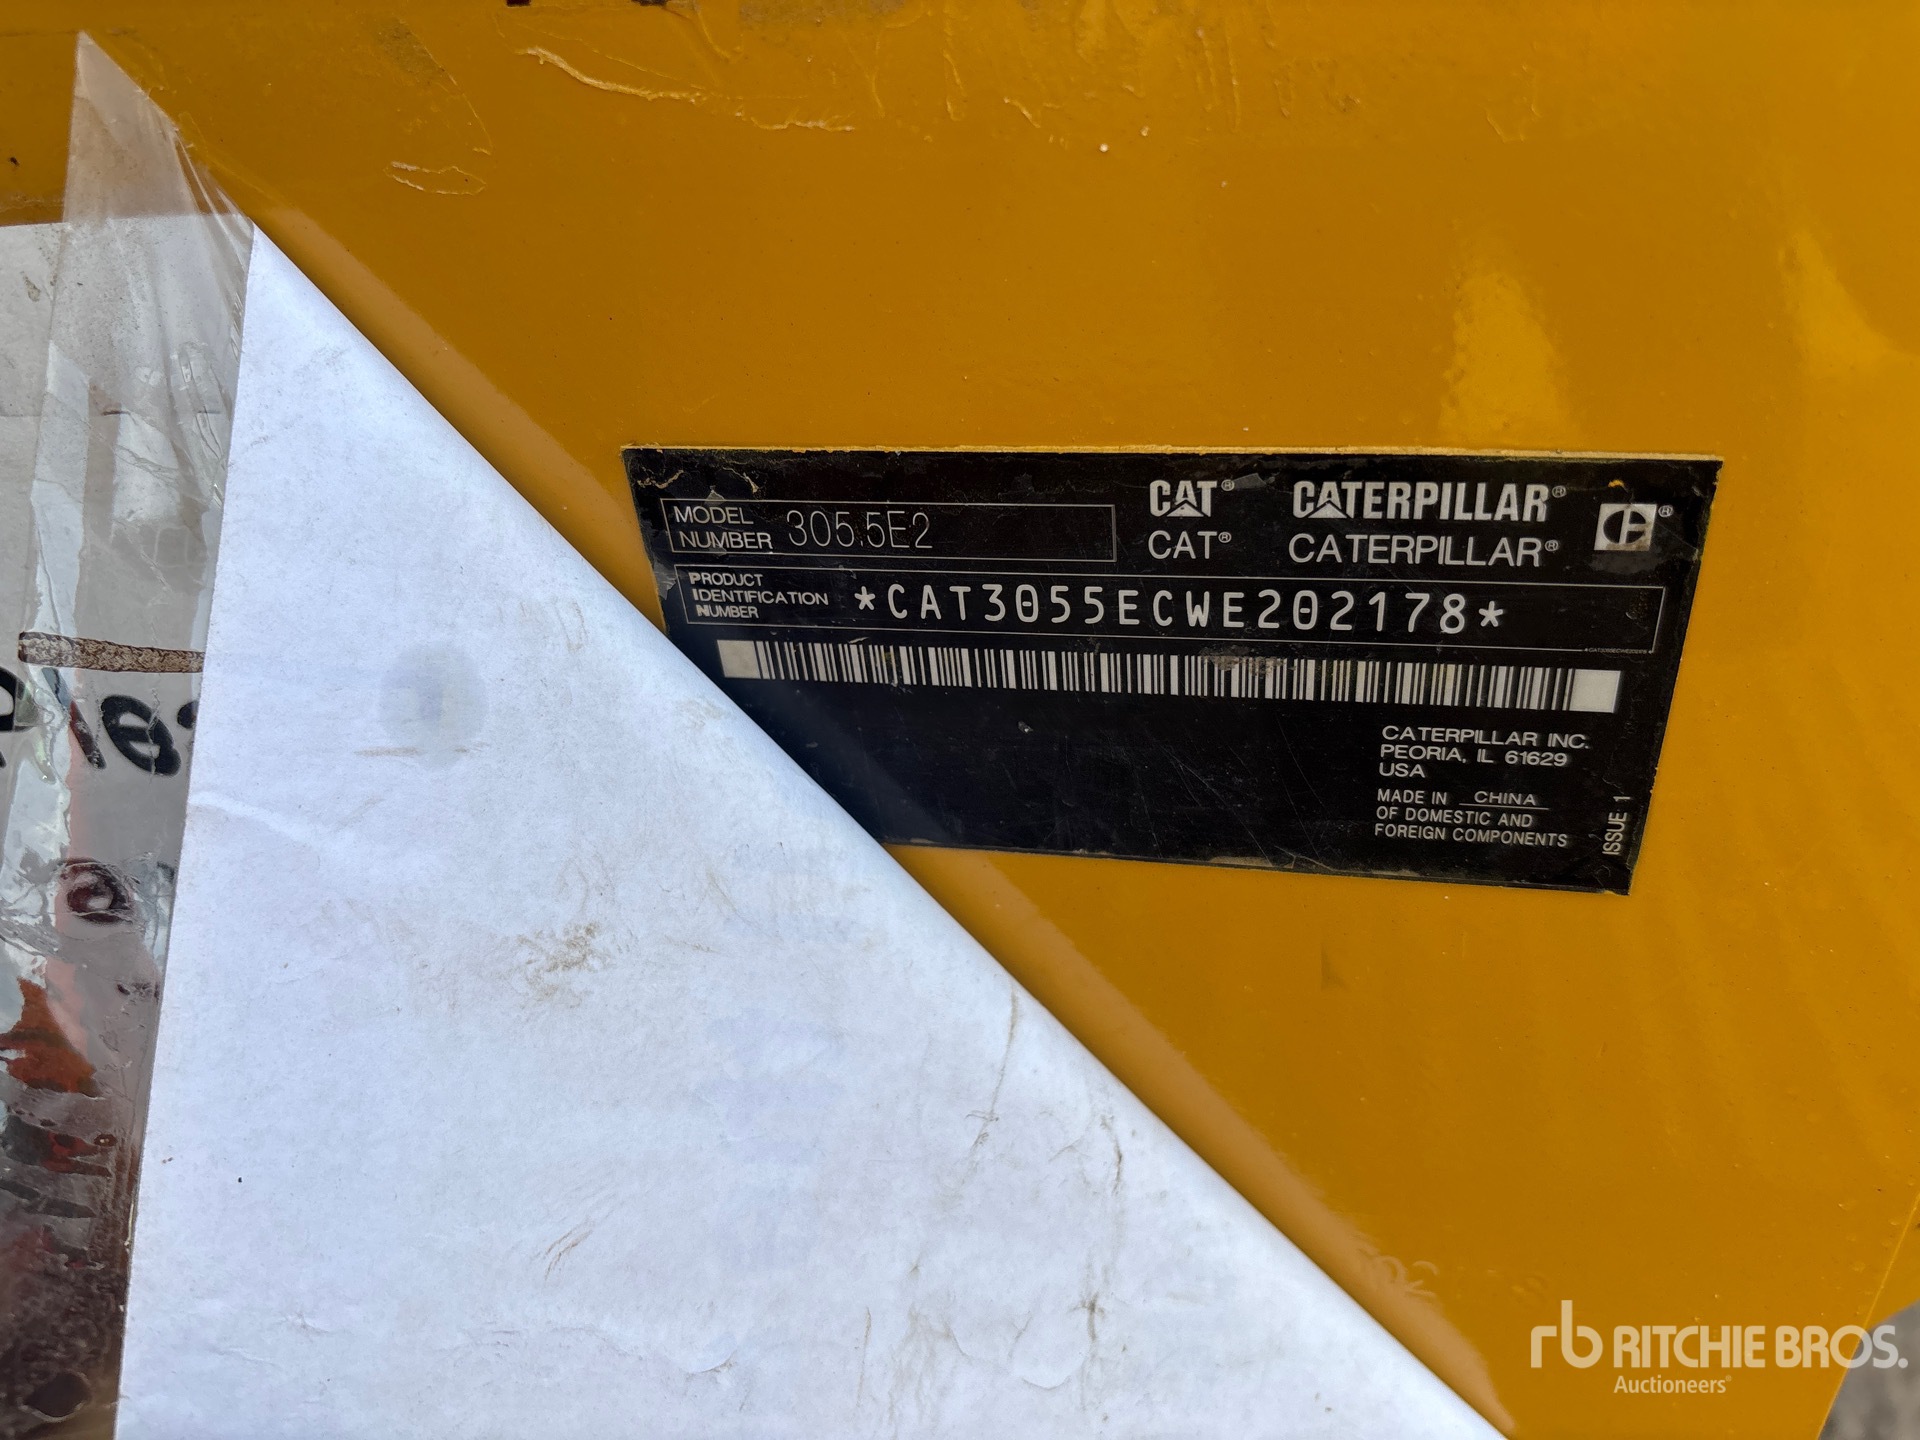 MODEL NUMBER 305.5E2
CAT® CATERPILLAR®
CAT® CATERPILLAR®
PRODUCT
IDENTIFICATION
NUMBER *CAT3055ECWE202178*
CATERPILLAR INC.
PEORIA, IL 61629
USA
MADE IN CHINA
OF DOMESTIC AND
FOREIGN COMPONENTS
ISSUE 1
rb RITCHIE BROS.
Auctioneers